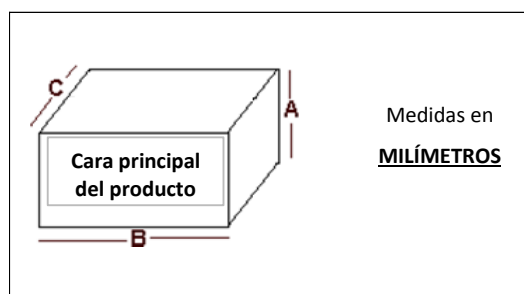 C
A
Medidas en
MILÍMETROS
Cara principal
del producto
B